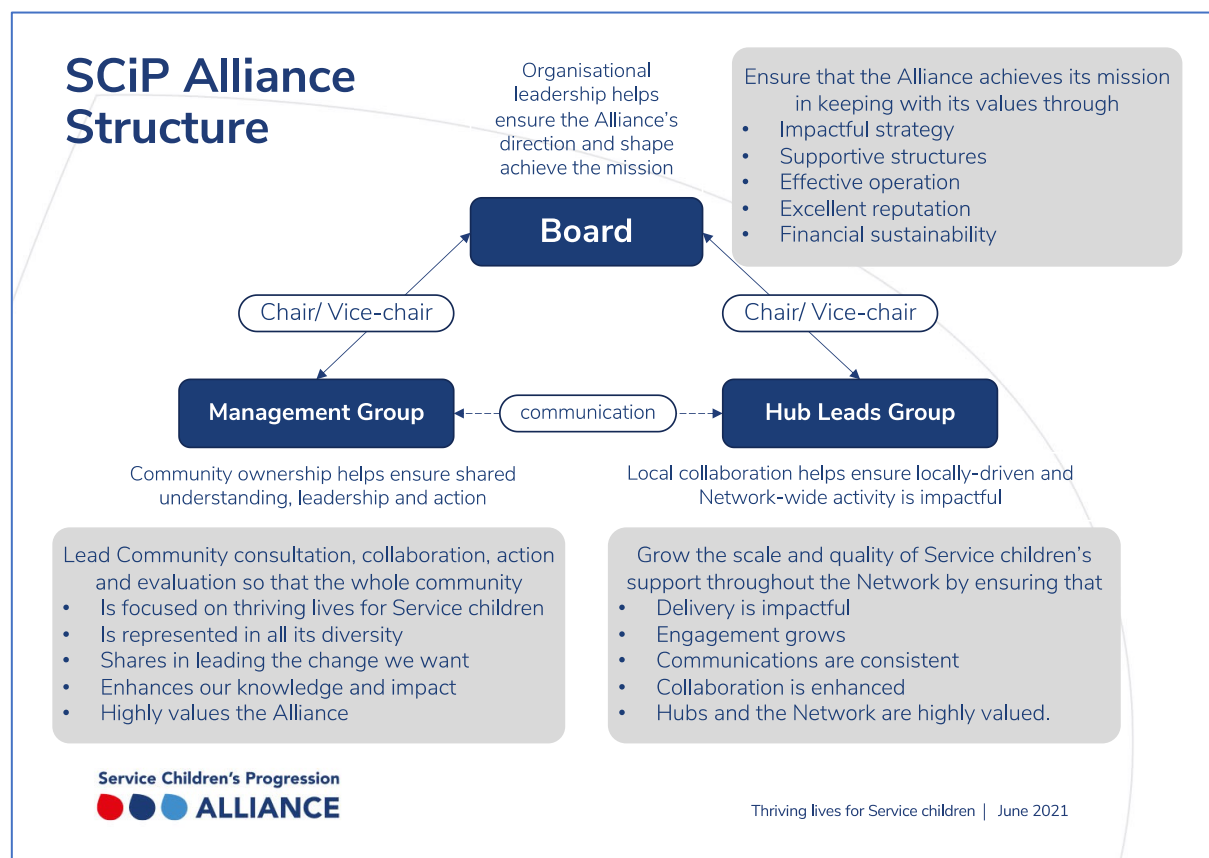 SCiP Alliance
Structure
Organisational
leadership helps
ensure the Alliance's
direction and shape
achieve the mission
Ensure that the Alliance achieves its mission
in keeping with its values through
• Impactful strategy
• Supportive structures
• Effective operation
• Excellent reputation
• Financial sustainability
Board
Chair/ Vice-chair
Chair/ Vice-chair
Management Group
communication
Hub Leads Group
Community ownership helps ensure shared
understanding, leadership and action
Local collaboration helps ensure locally-driven and
Network-wide activity is impactful
Lead Community consultation, collaboration, action
and evaluation so that the whole community
• Is focused on thriving lives for Service children
• Is represented in all its diversity
• Shares in leading the change we want
• Enhances our knowledge and impact
• Highly values the Alliance
Grow the scale and quality of Service children's
support throughout the Network by ensuring that
• Delivery is impactful
• Engagement grows
• Communications are consistent
• Collaboration is enhanced
• Hubs and the Network are highly valued.
Service Children's Progression
ALLIANCE
Thriving lives for Service children | June 2021